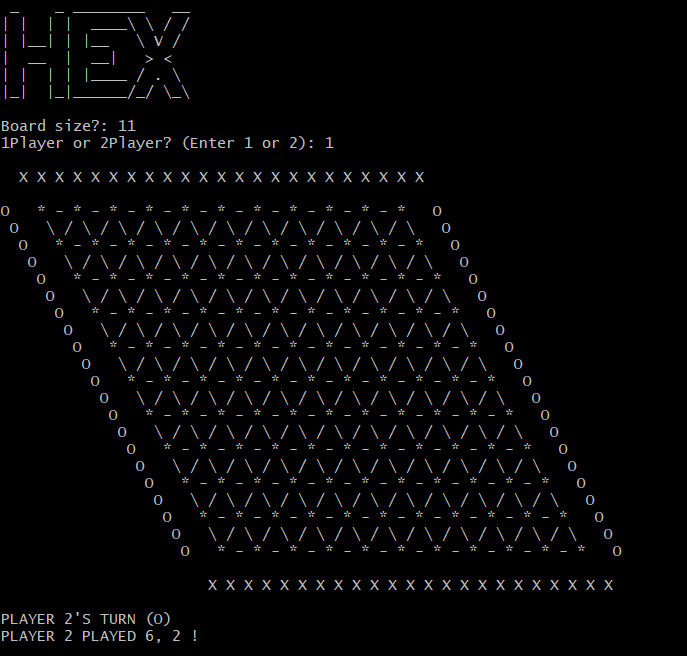 HEX
Board size?: 11
1Player or 2Player? (Enter 1 or 2): 1
X X X X X X X X X X X X X X X X X X X X X X X
O * - * - * - * - * - * - * - * - * - * - * O
O \ / \ / \ / \ / \ / \ / \ / \ / \ / \ / \ O
O * - * - * - * - * - * - * - * - * - * - * O
O \ / \ / \ / \ / \ / \ / \ / \ / \ / \ / \ O
O * - * - * - * - * - * - * - * - * - * - * O
O \ / \ / \ / \ / \ / \ / \ / \ / \ / \ / \ O
O * - * - * - * - * - * - * - * - * - * - * O
O \ / \ / \ / \ / \ / \ / \ / \ / \ / \ / \ O
O * - * - * - * - * - * - * - * - * - * - * O
O \ / \ / \ / \ / \ / \ / \ / \ / \ / \ / \ O
O * - * - * - * - * - * - * - * - * - * - * O
O \ / \ / \ / \ / \ / \ / \ / \ / \ / \ / \ O
O * - * - * - * - * - * - * - * - * - * - * O
O \ / \ / \ / \ / \ / \ / \ / \ / \ / \ / \ O
O * - * - * - * - * - * - * - * - * - * - * O
O \ / \ / \ / \ / \ / \ / \ / \ / \ / \ / \ O
O * - * - * - * - * - * - * - * - * - * - * O
O \ / \ / \ / \ / \ / \ / \ / \ / \ / \ / \ O
O * - * - * - * - * - * - * - * - * - * - * O
O \ / \ / \ / \ / \ / \ / \ / \ / \ / \ / \ O
O * - * - * - * - * - * - * - * - * - * - * O
X X X X X X X X X X X X X X X X X X X X X X X
PLAYER 2'S TURN (O)
PLAYER 2 PLAYED 6, 2 !